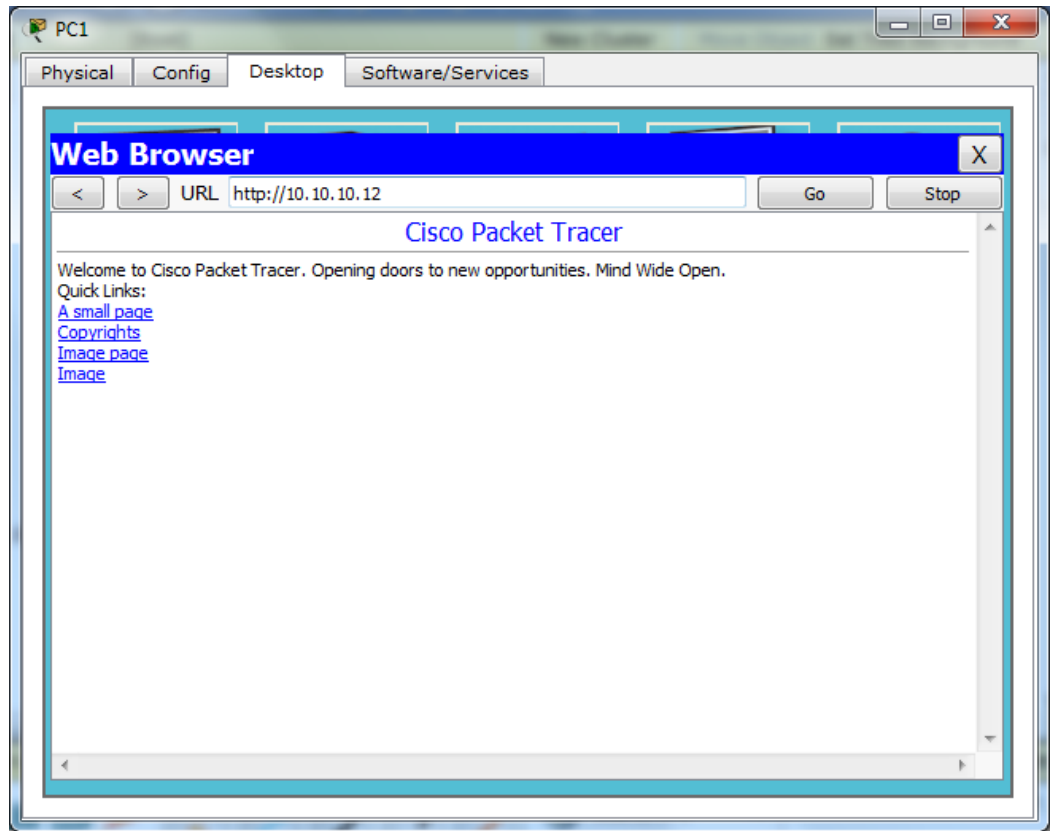 PC1
Physical Config Desktop Software/Services
Web Browser X
< > URL http://10.10.10.12 Go Stop
Cisco Packet Tracer
Welcome to Cisco Packet Tracer. Opening doors to new opportunities. Mind Wide Open.
Quick Links:
A small page
Copyrights
Image page
Image